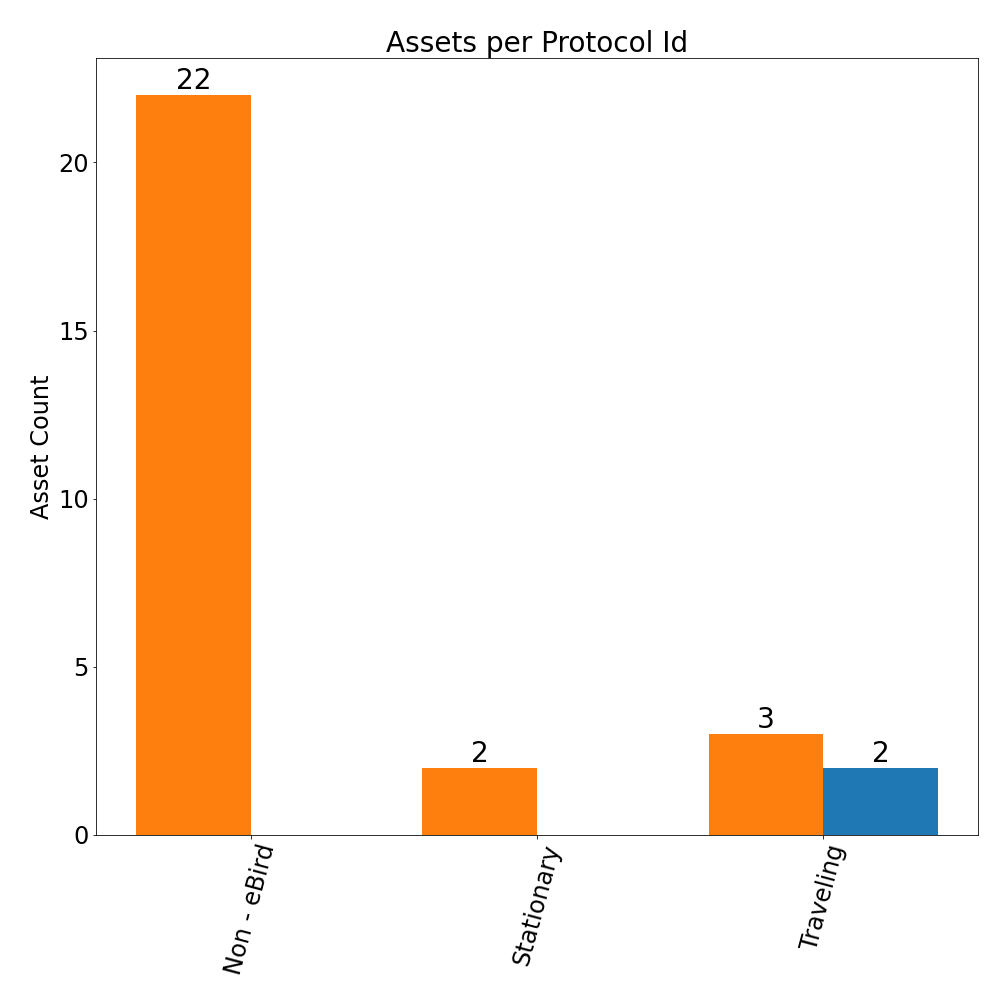 Assets per Protocol Id
22
20
15
10
5
0
Asset Count
2
3
2
Non - eBird
Stationary
Traveling